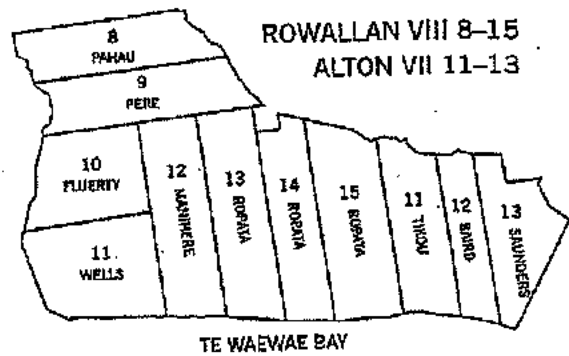 ROWALLAN VIII 8–15
ALTON VII 11–13
8
PAHAU
9
PERE
10
FLUERTY
11
WELLS
12
MANIHERE
13
ROPATA
14
ROPATA
15
ROPATA
11
TIKOU
12
BAIRD
13
SAUNDERS
TE WAEWAE BAY